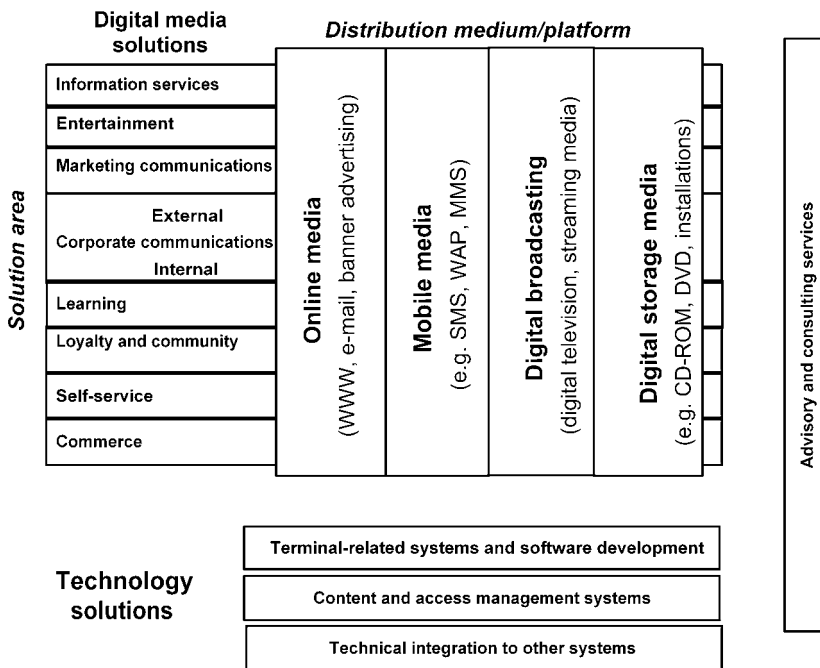 Digital media
solutions
Distribution medium/platform
Solution area
Information services
Entertainment
Marketing communications
External
Corporate communications
Internal
Learning
Loyalty and community
Self-service
Commerce
Online media
(WWW, e-mail, banner advertising)
Mobile media
(e.g. SMS, WAP, MMS)
Digital broadcasting
(digital television, streaming media)
Digital storage media
(e.g. CD-ROM, DVD, installations)
Advisory and consulting services
Technology
solutions
Terminal-related systems and software development
Content and access management systems
Technical integration to other systems